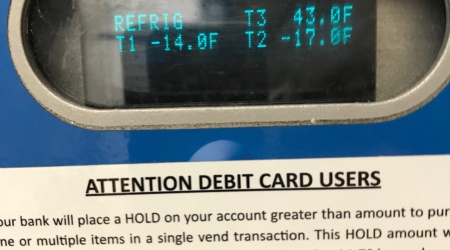 REFRIG T3 43.0F
T1 -14.0F T2 -17.0F
ATTENTION DEBIT CARD USERS
our bank will place a HOLD on your account greater than amount to pur
ne or multiple items in a single vend transaction. This HOLD amount w